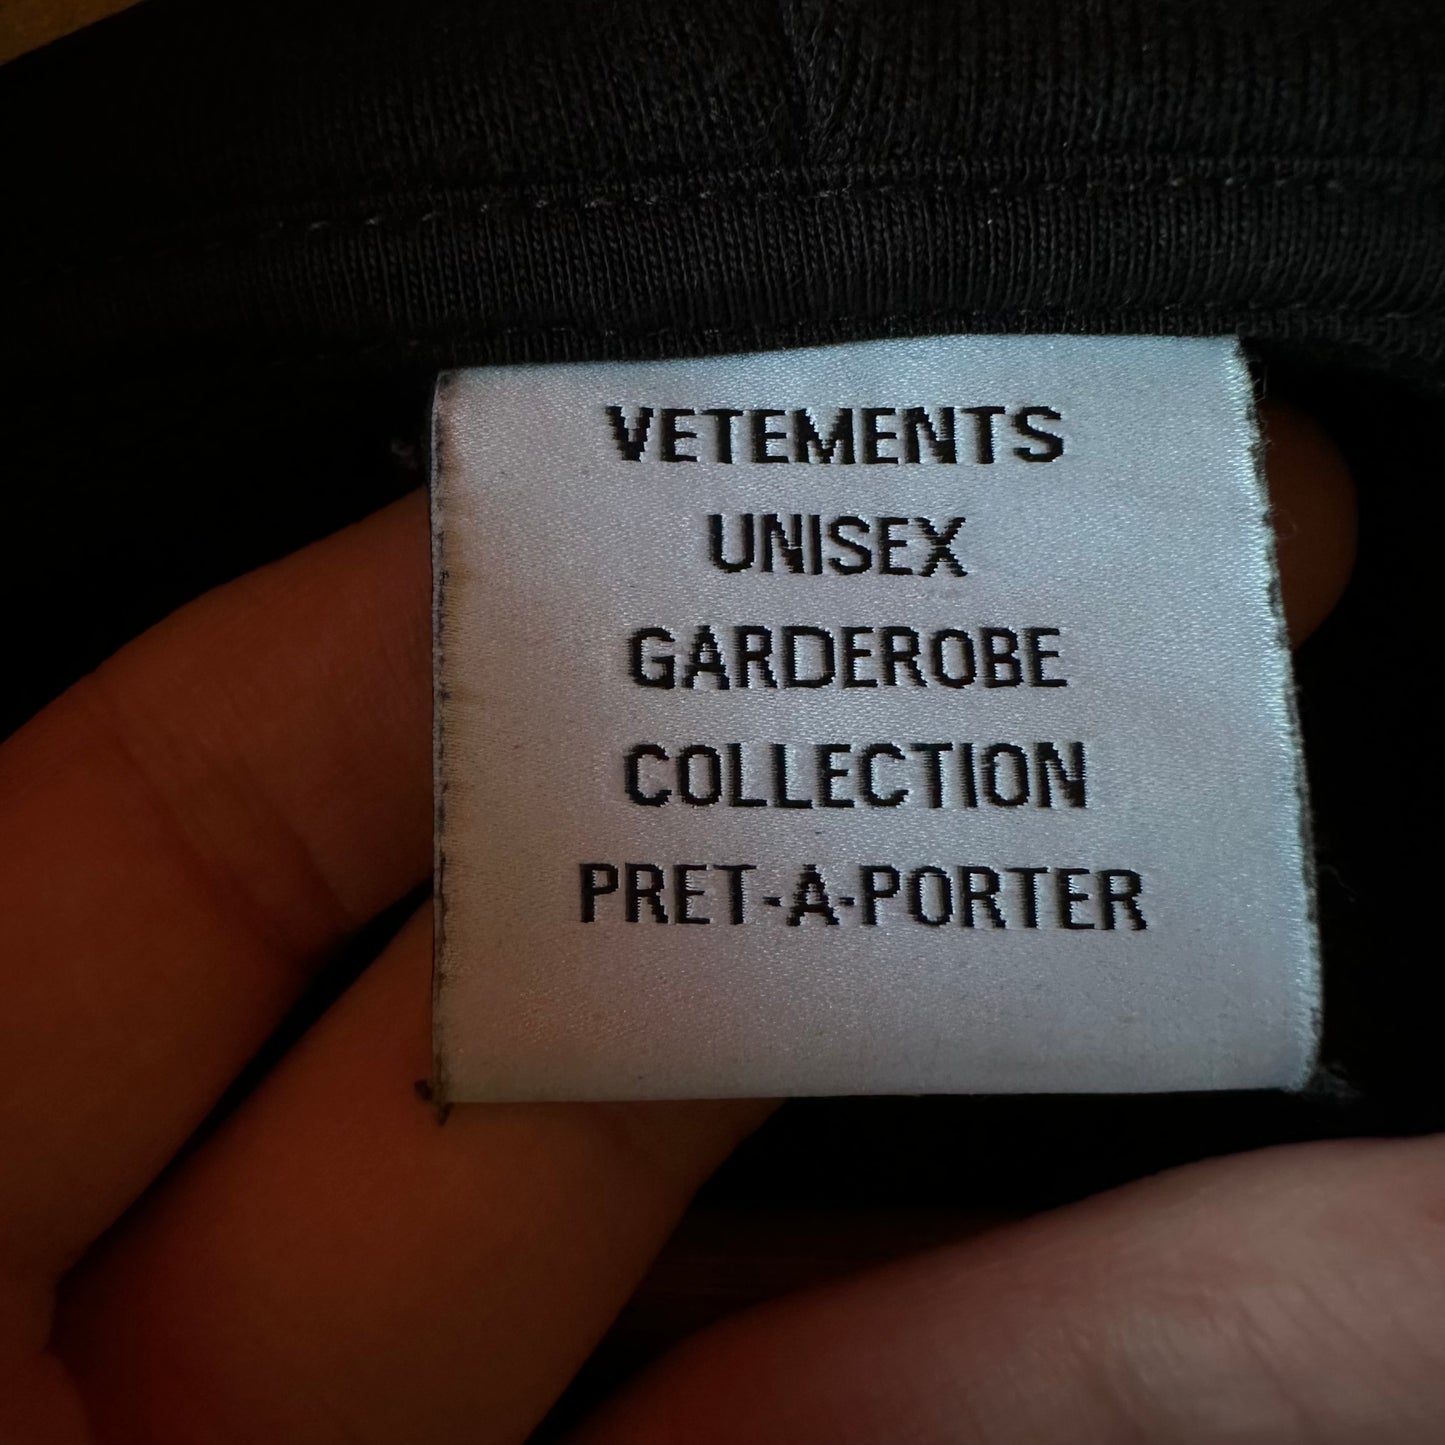 VETEMENTS
UNISEX
GARDEROBE
COLLECTION
PRET-A-PORTER